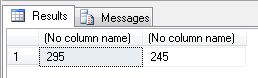 Results Messages
(No column name) (No column name)
1 295 245